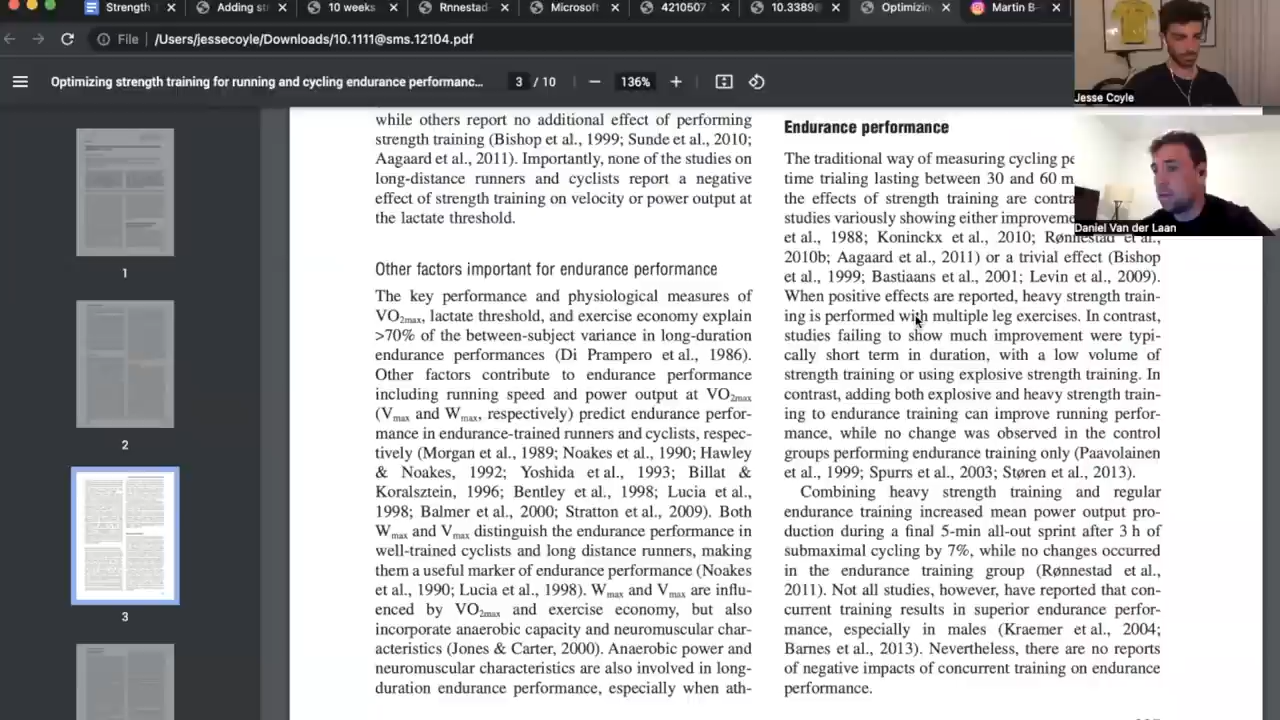 Strength T
Adding str
10 weeks
Rnnestad-
Microsoft
4210507
10.3389@
Optimizin
Martin B-
File
/Users/jessecoyle/Downloads/10.1111@sms.12104.pdf
Optimizing strength training for running and cycling endurance performanc...
3 / 10
136%
Jesse Coyle
Daniel Van der Laan
1
2
3
while others report no additional effect of performing
strength training (Bishop et al., 1999; Sunde et al., 2010;
Aagaard et al., 2011). Importantly, none of the studies on
long-distance runners and cyclists report a negative
effect of strength training on velocity or power output at
the lactate threshold.
Other factors important for endurance performance
The key performance and physiological measures of
VO2max, lactate threshold, and exercise economy explain
>70% of the between-subject variance in long-duration
endurance performances (Di Prampero et al., 1986).
Other factors contribute to endurance performance
including running speed and power output at VO2max
(Vmax and Wmax, respectively) predict endurance perfor-
mance in endurance-trained runners and cyclists, respec-
tively (Morgan et al., 1989; Noakes et al., 1990; Hawley
& Noakes, 1992; Yoshida et al., 1993; Billat &
Koralsztein, 1996; Bentley et al., 1998; Lucia et al.,
1998; Balmer et al., 2000; Stratton et al., 2009). Both
Wmax and Vmax distinguish the endurance performance in
well-trained cyclists and long distance runners, making
them a useful marker of endurance performance (Noakes
et al., 1990; Lucia et al., 1998). Wmax and Vmax are influ-
enced by VO2max and exercise economy, but also
incorporate anaerobic capacity and neuromuscular char-
acteristics (Jones & Carter, 2000). Anaerobic power and
neuromuscular characteristics are also involved in long-
duration endurance performance, especially when ath-
Endurance performance
The traditional way of measuring cycling pe
time trialing lasting between 30 and 60 m
the effects of strength training are contra
studies variously showing either improveme
et al., 1988; Koninckx et al., 2010; Rønnestad et al.,
2010b; Aagaard et al., 2011) or a trivial effect (Bishop
et al., 1999; Bastiaans et al., 2001; Levin et al., 2009).
When positive effects are reported, heavy strength train-
ing is performed with multiple leg exercises. In contrast,
studies failing to show much improvement were typi-
cally short term in duration, with a low volume of
strength training or using explosive strength training. In
contrast, adding both explosive and heavy strength train-
ing to endurance training can improve running perfor-
mance, while no change was observed in the control
groups performing endurance training only (Paavolainen
et al., 1999; Spurrs et al., 2003; Støren et al., 2013).
Combining heavy strength training and regular
endurance training increased mean power output pro-
duction during a final 5-min all-out sprint after 3 h of
submaximal cycling by 7%, while no changes occurred
in the endurance training group (Rønnestad et al.,
2011). Not all studies, however, have reported that con-
current training results in superior endurance perfor-
mance, especially in males (Kraemer et al., 2004;
Barnes et al., 2013). Nevertheless, there are no reports
of negative impacts of concurrent training on endurance
performance.